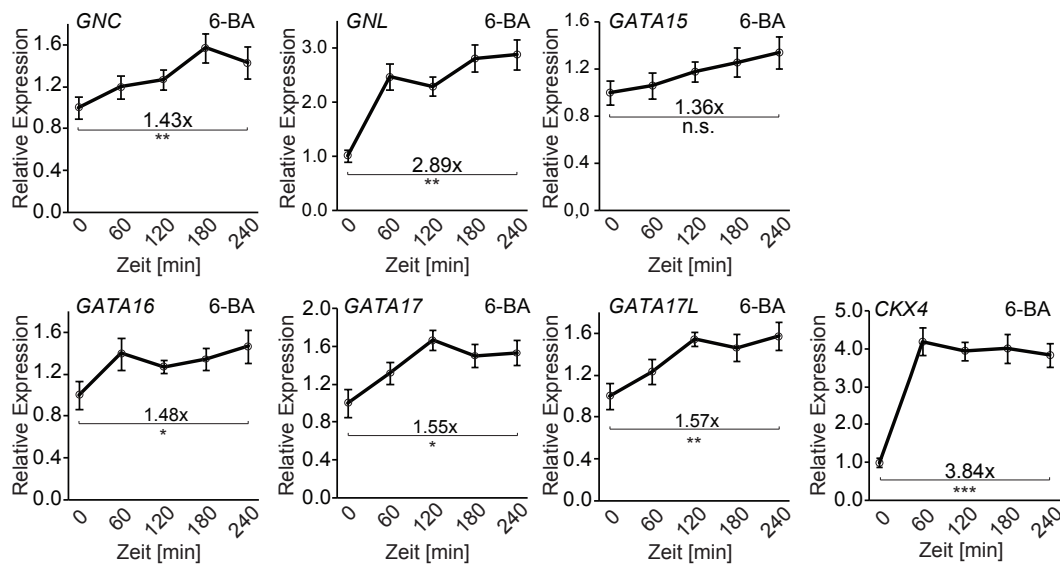 GNC 6-BA
Relative Expression
1.6
1.2
0.8
0.4
0.0
1.43x
**
0 60 120 180 240
Zeit [min]
GNL 6-BA
Relative Expression
3.0
2.0
1.0
0.0
2.89x
**
0 60 120 180 240
Zeit [min]
GATA15 6-BA
Relative Expression
1.6
1.2
0.8
0.4
0,0
1.36x
n.s.
0 60 120 180 240
Zeit [min]
GATA16 6-BA
Relative Expression
1.6
1.2
0.8
0.4
0.0
1.48x
*
0 60 120 180 240
Zeit [min]
GATA17 6-BA
Relative Expression
2.0
1.6
1.2
0.8
0.4
0.0
1.55x
*
0 60 120 180 240
Zeit [min]
GATA17L 6-BA
Relative Expression
1.6
1.2
0.8
0.4
0.0
1.57x
**
0 60 120 180 240
Zeit [min]
CKX4 6-BA
Relative Expression
5.0
4.0
3.0
2.0
1.0
0.0
3.84x
***
0 60 120 180 240
Zeit [min]